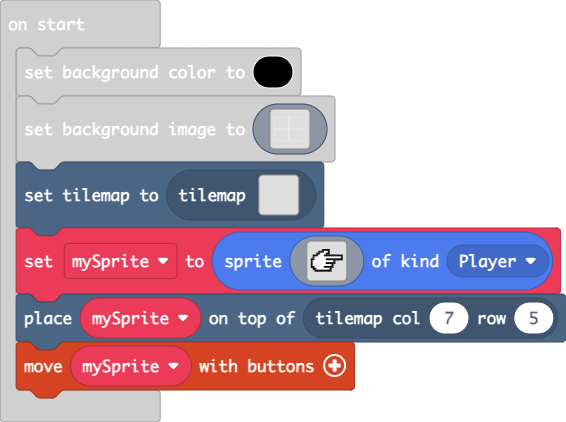 on start
set background color to
set background image to
set tilemap to tilemap
set mySprite to sprite of kind Player
place mySprite on top of tilemap col 7 row 5
move mySprite with buttons